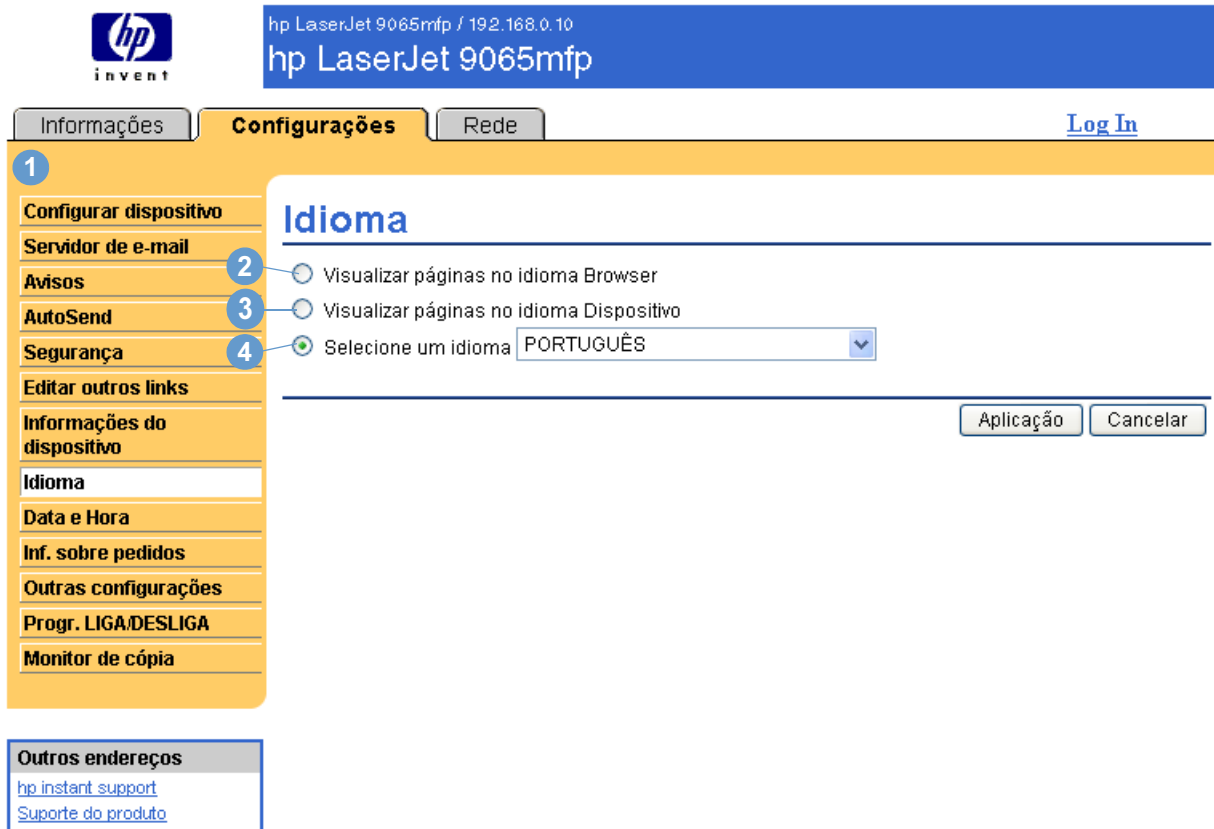 hp
invent
hp LaserJet 9065mfp / 192.168.0.10
hp LaserJet 9065mfp
Informações
Configurações
Rede
Log In
1
Configurar dispositivo
Servidor de e-mail
Avisos
AutoSend
Segurança
Editar outros links
Informações do
dispositivo
Idioma
Data e Hora
Inf. sobre pedidos
Outras configurações
Progr. LIGA/DESLIGA
Monitor de cópia
Idioma
2
Visualizar páginas no idioma Browser
3
Visualizar páginas no idioma Dispositivo
4
Selecione um idioma PORTUGUÊS
Aplicação
Cancelar
Outros endereços
hp instant support
Suporte do produto